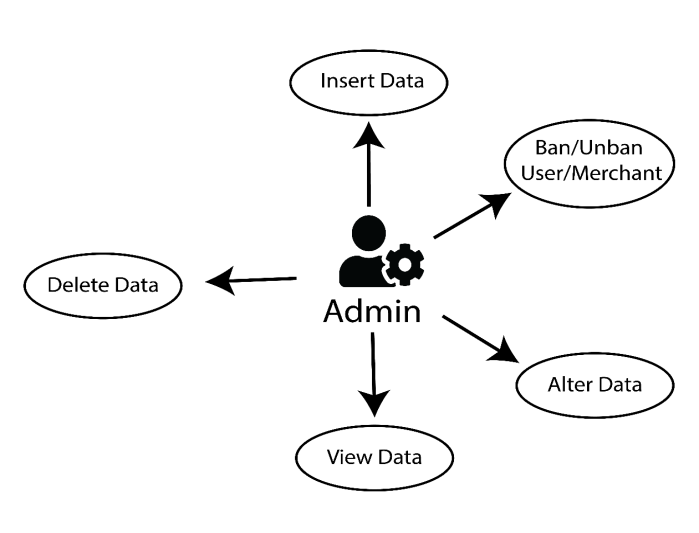 Insert Data
Ban/Unban
User/Merchant
Delete Data
Admin
Alter Data
View Data